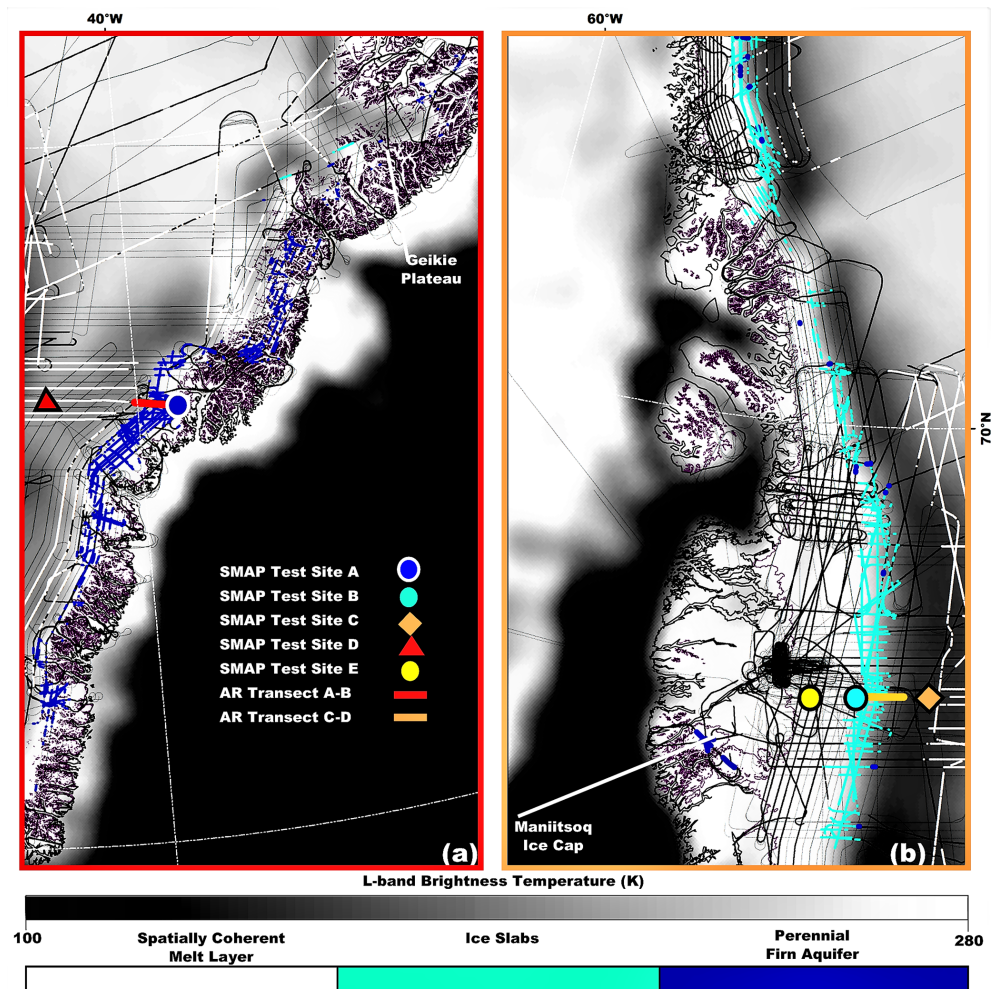 40°W
60°W
Geikie
Plateau
70°N
SMAP Test Site A
SMAP Test Site B
SMAP Test Site C
SMAP Test Site D
SMAP Test Site E
AR Transect A-B
AR Transect C-D
Maniitsoq
Ice Cap
(a)
(b)
L-band Brightness Temperature (K)
100
280
Spatially Coherent
Melt Layer
Ice Slabs
Perennial
Firn Aquifer